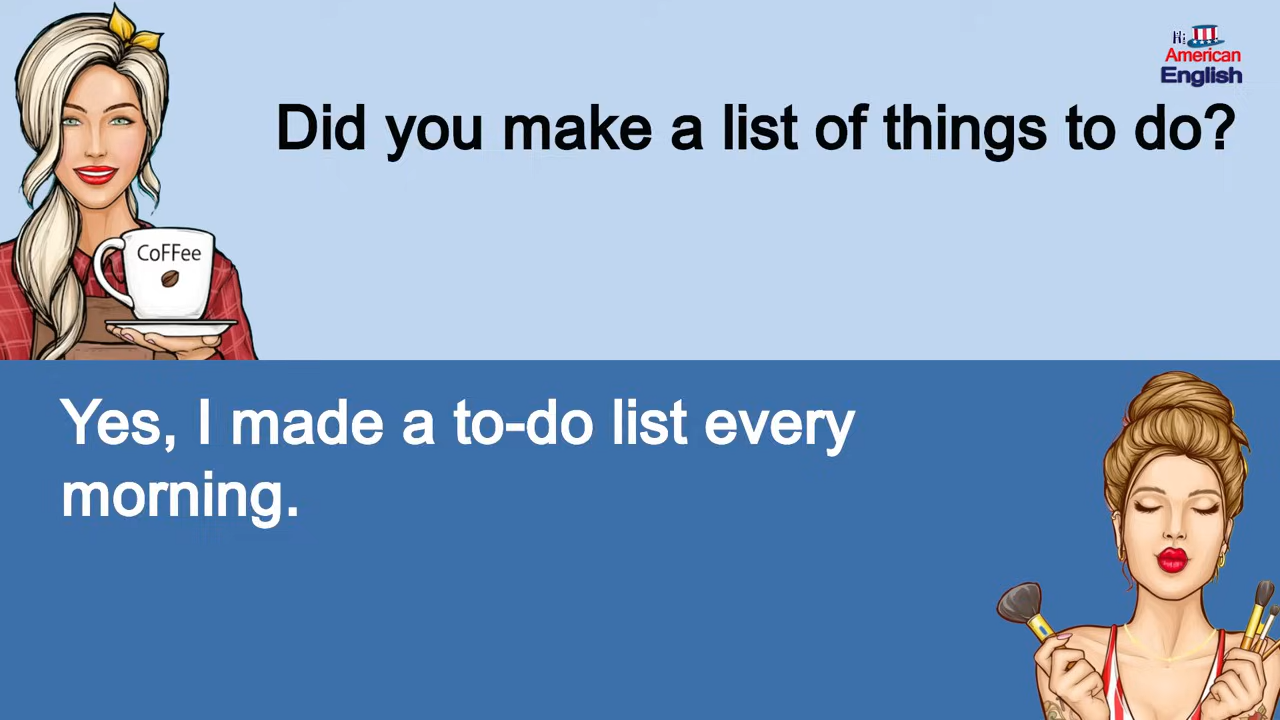 Hi
American
English
Did you make a list of things to do?
CoFFee
Yes, I made a to-do list every
morning.